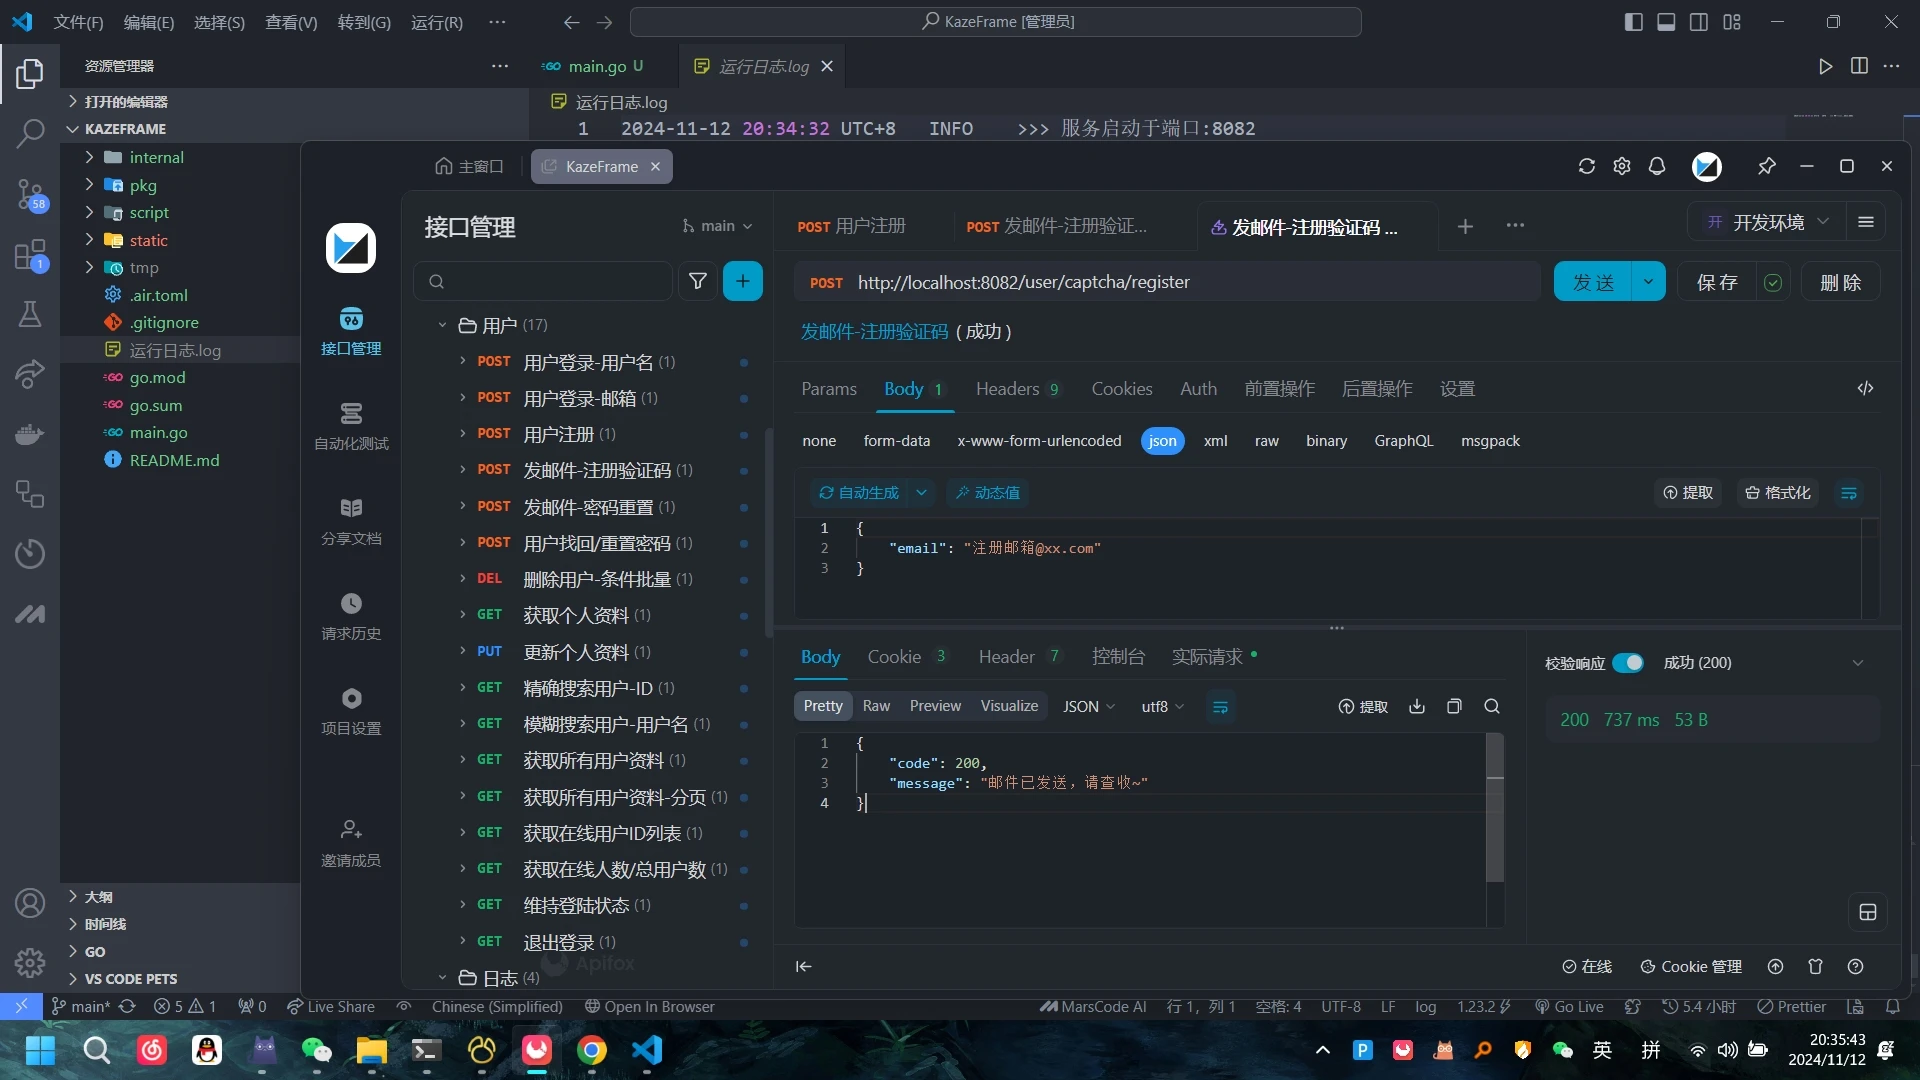 文件(F) 编辑(E) 选择(S) 查看(V) 转到(G) 运行(R) ··· KazeFrame [管理员]
资源管理器 ···
main.go U 运行日志.log
打开的编辑器
运行日志.log
KAZEFRAME
1 2024-11-12 20:34:32 UTC+8 INFO >>> 服务启动于端口:8082
internal
pkg
script
static
tmp
.air.toml
.gitignore
运行日志.log
go.mod
go.sum
main.go
README.md
大纲
时间线
GO
VS CODE PETS
58
1
主窗口 KazeFrame
接口管理
自动化测试
分享文档
请求历史
项目设置
邀请成员
接口管理 main
用户 (17)
POST 用户登录-用户名 (1)
POST 用户登录-邮箱 (1)
POST 用户注册 (1)
POST 发邮件-注册验证码 (1)
POST 发邮件-密码重置 (1)
POST 用户找回/重置密码 (1)
DEL 删除用户-条件批量 (1)
GET 获取个人资料 (1)
PUT 更新个人资料 (1)
GET 精确搜索用户-ID (1)
GET 模糊搜索用户-用户名 (1)
GET 获取所有用户资料 (1)
GET 获取所有用户资料-分页 (1)
GET 获取在线用户ID列表 (1)
GET 获取在线人数/总用户数 (1)
GET 维持登陆状态 (1)
GET 退出登录 (1)
日志 (4)
Apifox
POST 用户注册 POST 发邮件-注册验证... 发邮件-注册验证码 ... 开 开发环境
POST http://localhost:8082/user/captcha/register 发送 保存 删除
发邮件-注册验证码 ( 成功 )
Params Body 1 Headers 9 Cookies Auth 前置操作 后置操作 设置
none form-data x-www-form-urlencoded json xml raw binary GraphQL msgpack
自动生成 动态值 提取 格式化
1 {
2 "email": "注册邮箱@xx.com"
3 }
Body Cookie 3 Header 7 控制台 实际请求 校验响应 成功 (200)
Pretty Raw Preview Visualize JSON utf8 提取
200 737 ms 53 B
1 {
2 "code": 200,
3 "message": "邮件已发送，请查收~"
4 }
在线 Cookie 管理
main* 5 1 0 Live Share Chinese (Simplified) Open In Browser MarsCode AI 行 1，列 1 空格: 4 UTF-8 LF log 1.23.2 Go Live 5.4 小时 Prettier
英 拼 20:35:43
2024/11/12